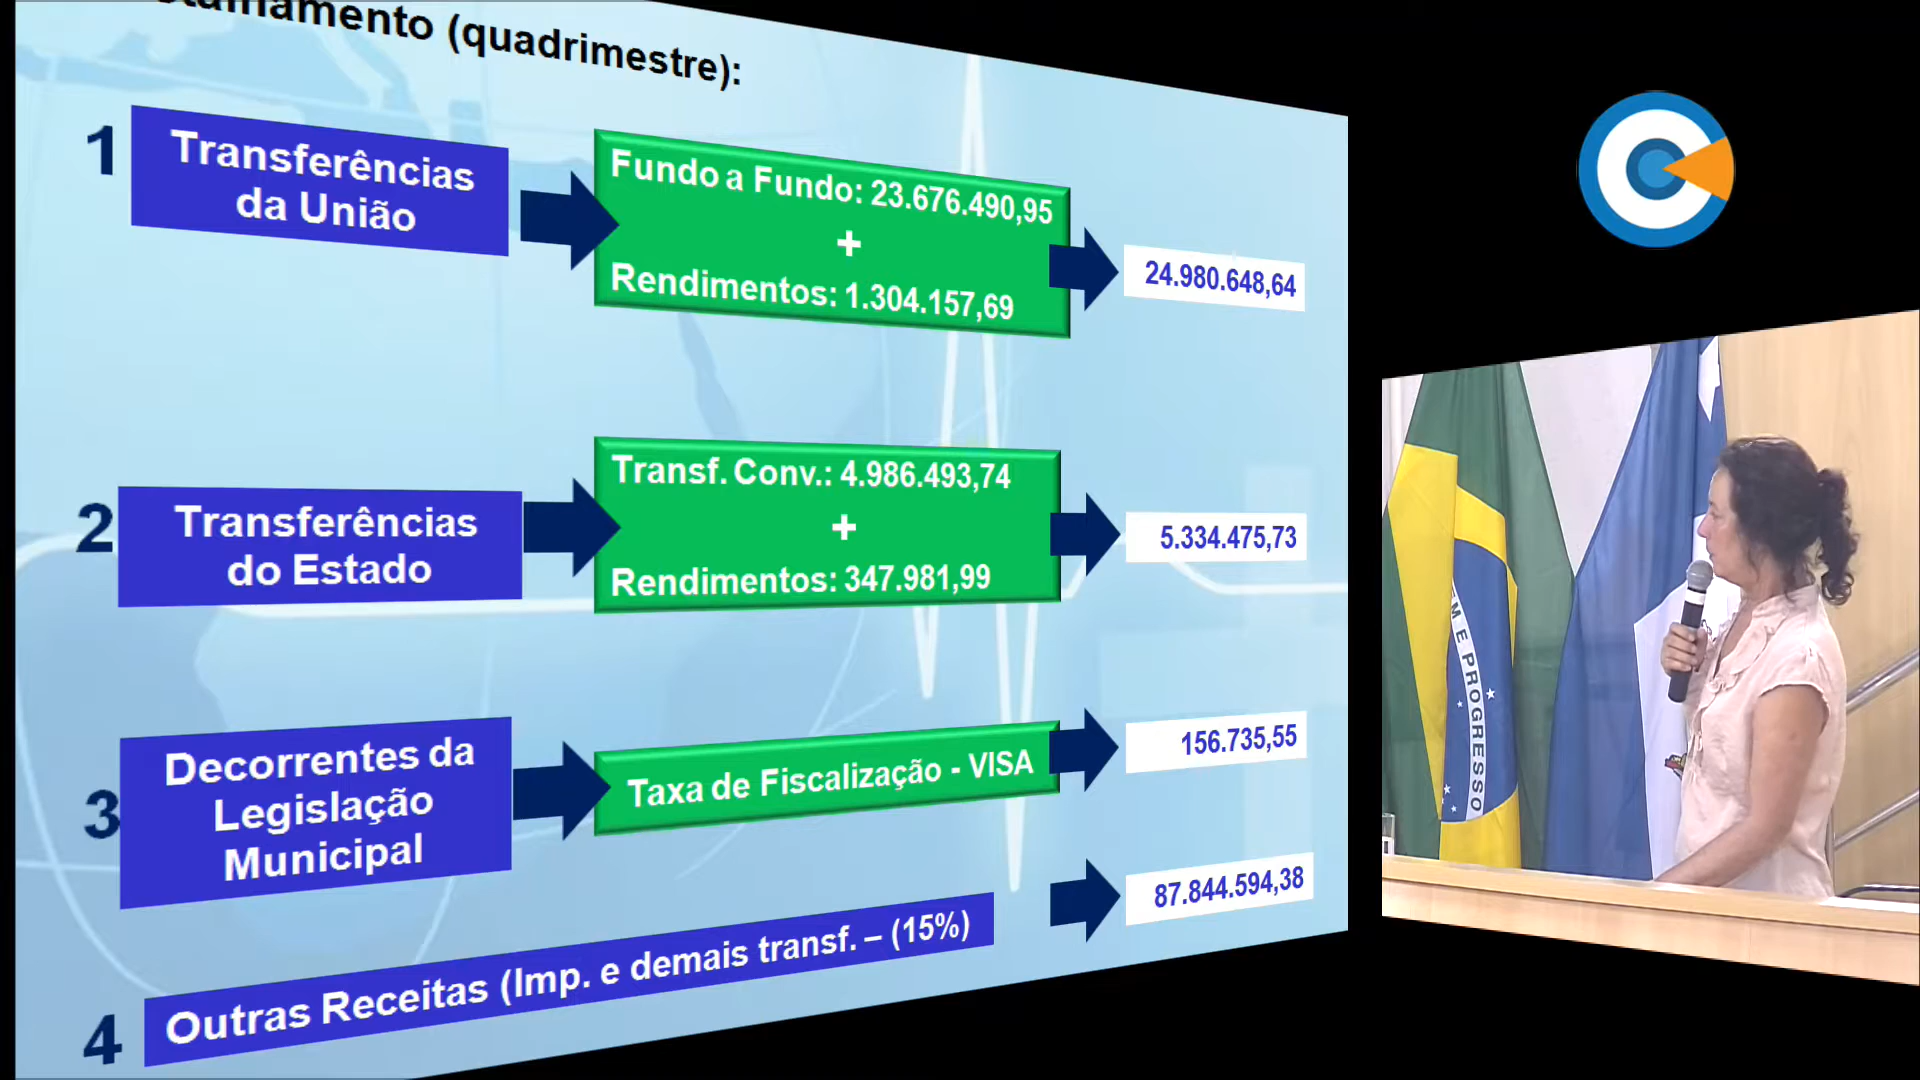 (quadrimestre):
1
Transferências
da União
Fundo a Fundo: 23.676.490,95
+
Rendimentos: 1.304.157,69
24.980.648,64
2
Transferências
do Estado
Transf. Conv.: 4.986.493,74
+
Rendimentos: 347.981,99
5.334.475,73
3
Decorrentes da
Legislação
Municipal
Taxa de Fiscalização - VISA
156.735,55
4
Outras Receitas (Imp. e demais transf. – (15%)
87.844.594,38
M E PROGRESSO